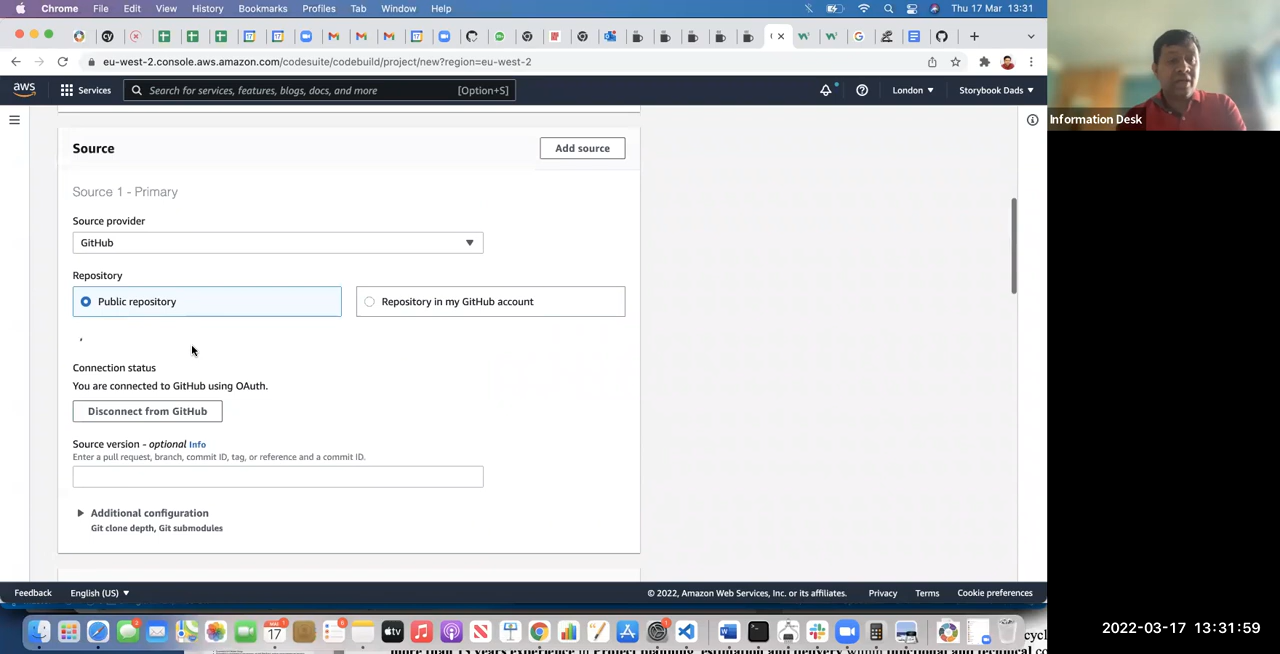 Chrome File Edit View History Bookmarks Profiles Tab Window Help Thu 17 Mar 13:31
eu-west-2.console.aws.amazon.com/codesuite/codebuild/project/new?region=eu-west-2
aws Services Search for services, features, blogs, docs, and more [Option+S] London Storybook Dads
Information Desk
Source Add source
Source 1 - Primary
Source provider
GitHub
Repository
Public repository Repository in my GitHub account
Connection status
You are connected to GitHub using OAuth.
Disconnect from GitHub
Source version - optional Info
Enter a pull request, branch, commit ID, tag, or reference and a commit ID.
Additional configuration
Git clone depth, Git submodules
Feedback English (US) © 2022, Amazon Web Services, Inc. or its affiliates. Privacy Terms Cookie preferences
2022-03-17 13:31:59